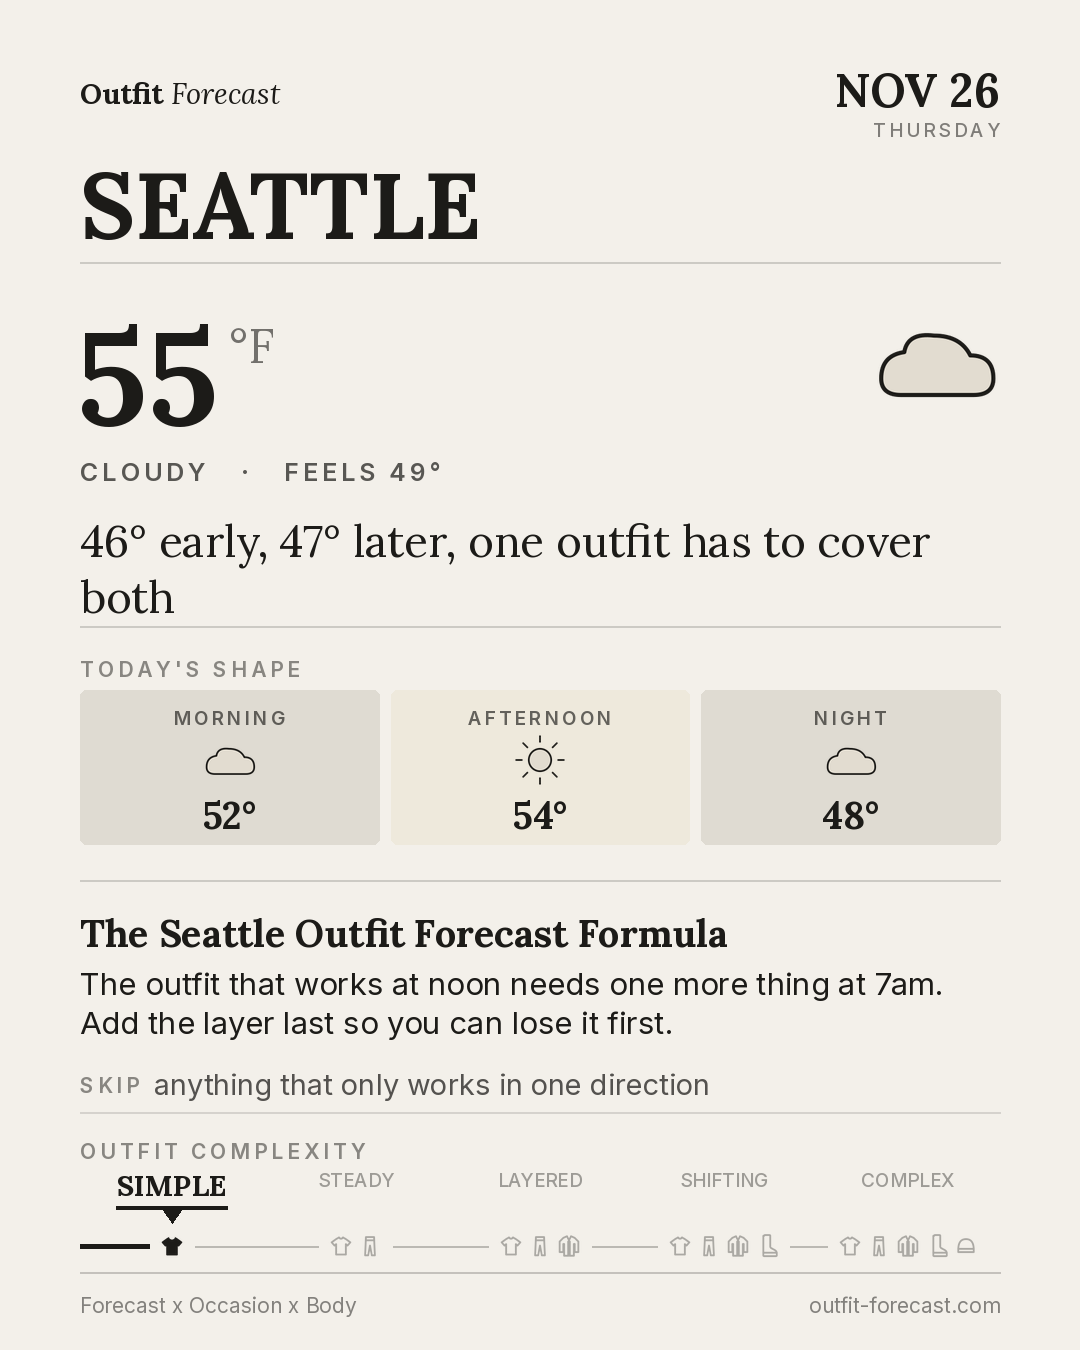 Outfit Forecast
NOV 26
THURSDAY
SEATTLE
55 °F
CLOUDY · FEELS 49°
46° early, 47° later, one outfit has to cover
both
TODAY'S SHAPE
MORNING
52°
AFTERNOON
54°
NIGHT
48°
The Seattle Outfit Forecast Formula
The outfit that works at noon needs one more thing at 7am.
Add the layer last so you can lose it first.
SKIP anything that only works in one direction
OUTFIT COMPLEXITY
SIMPLE STEADY LAYERED SHIFTING COMPLEX
Forecast x Occasion x Body
outfit-forecast.com